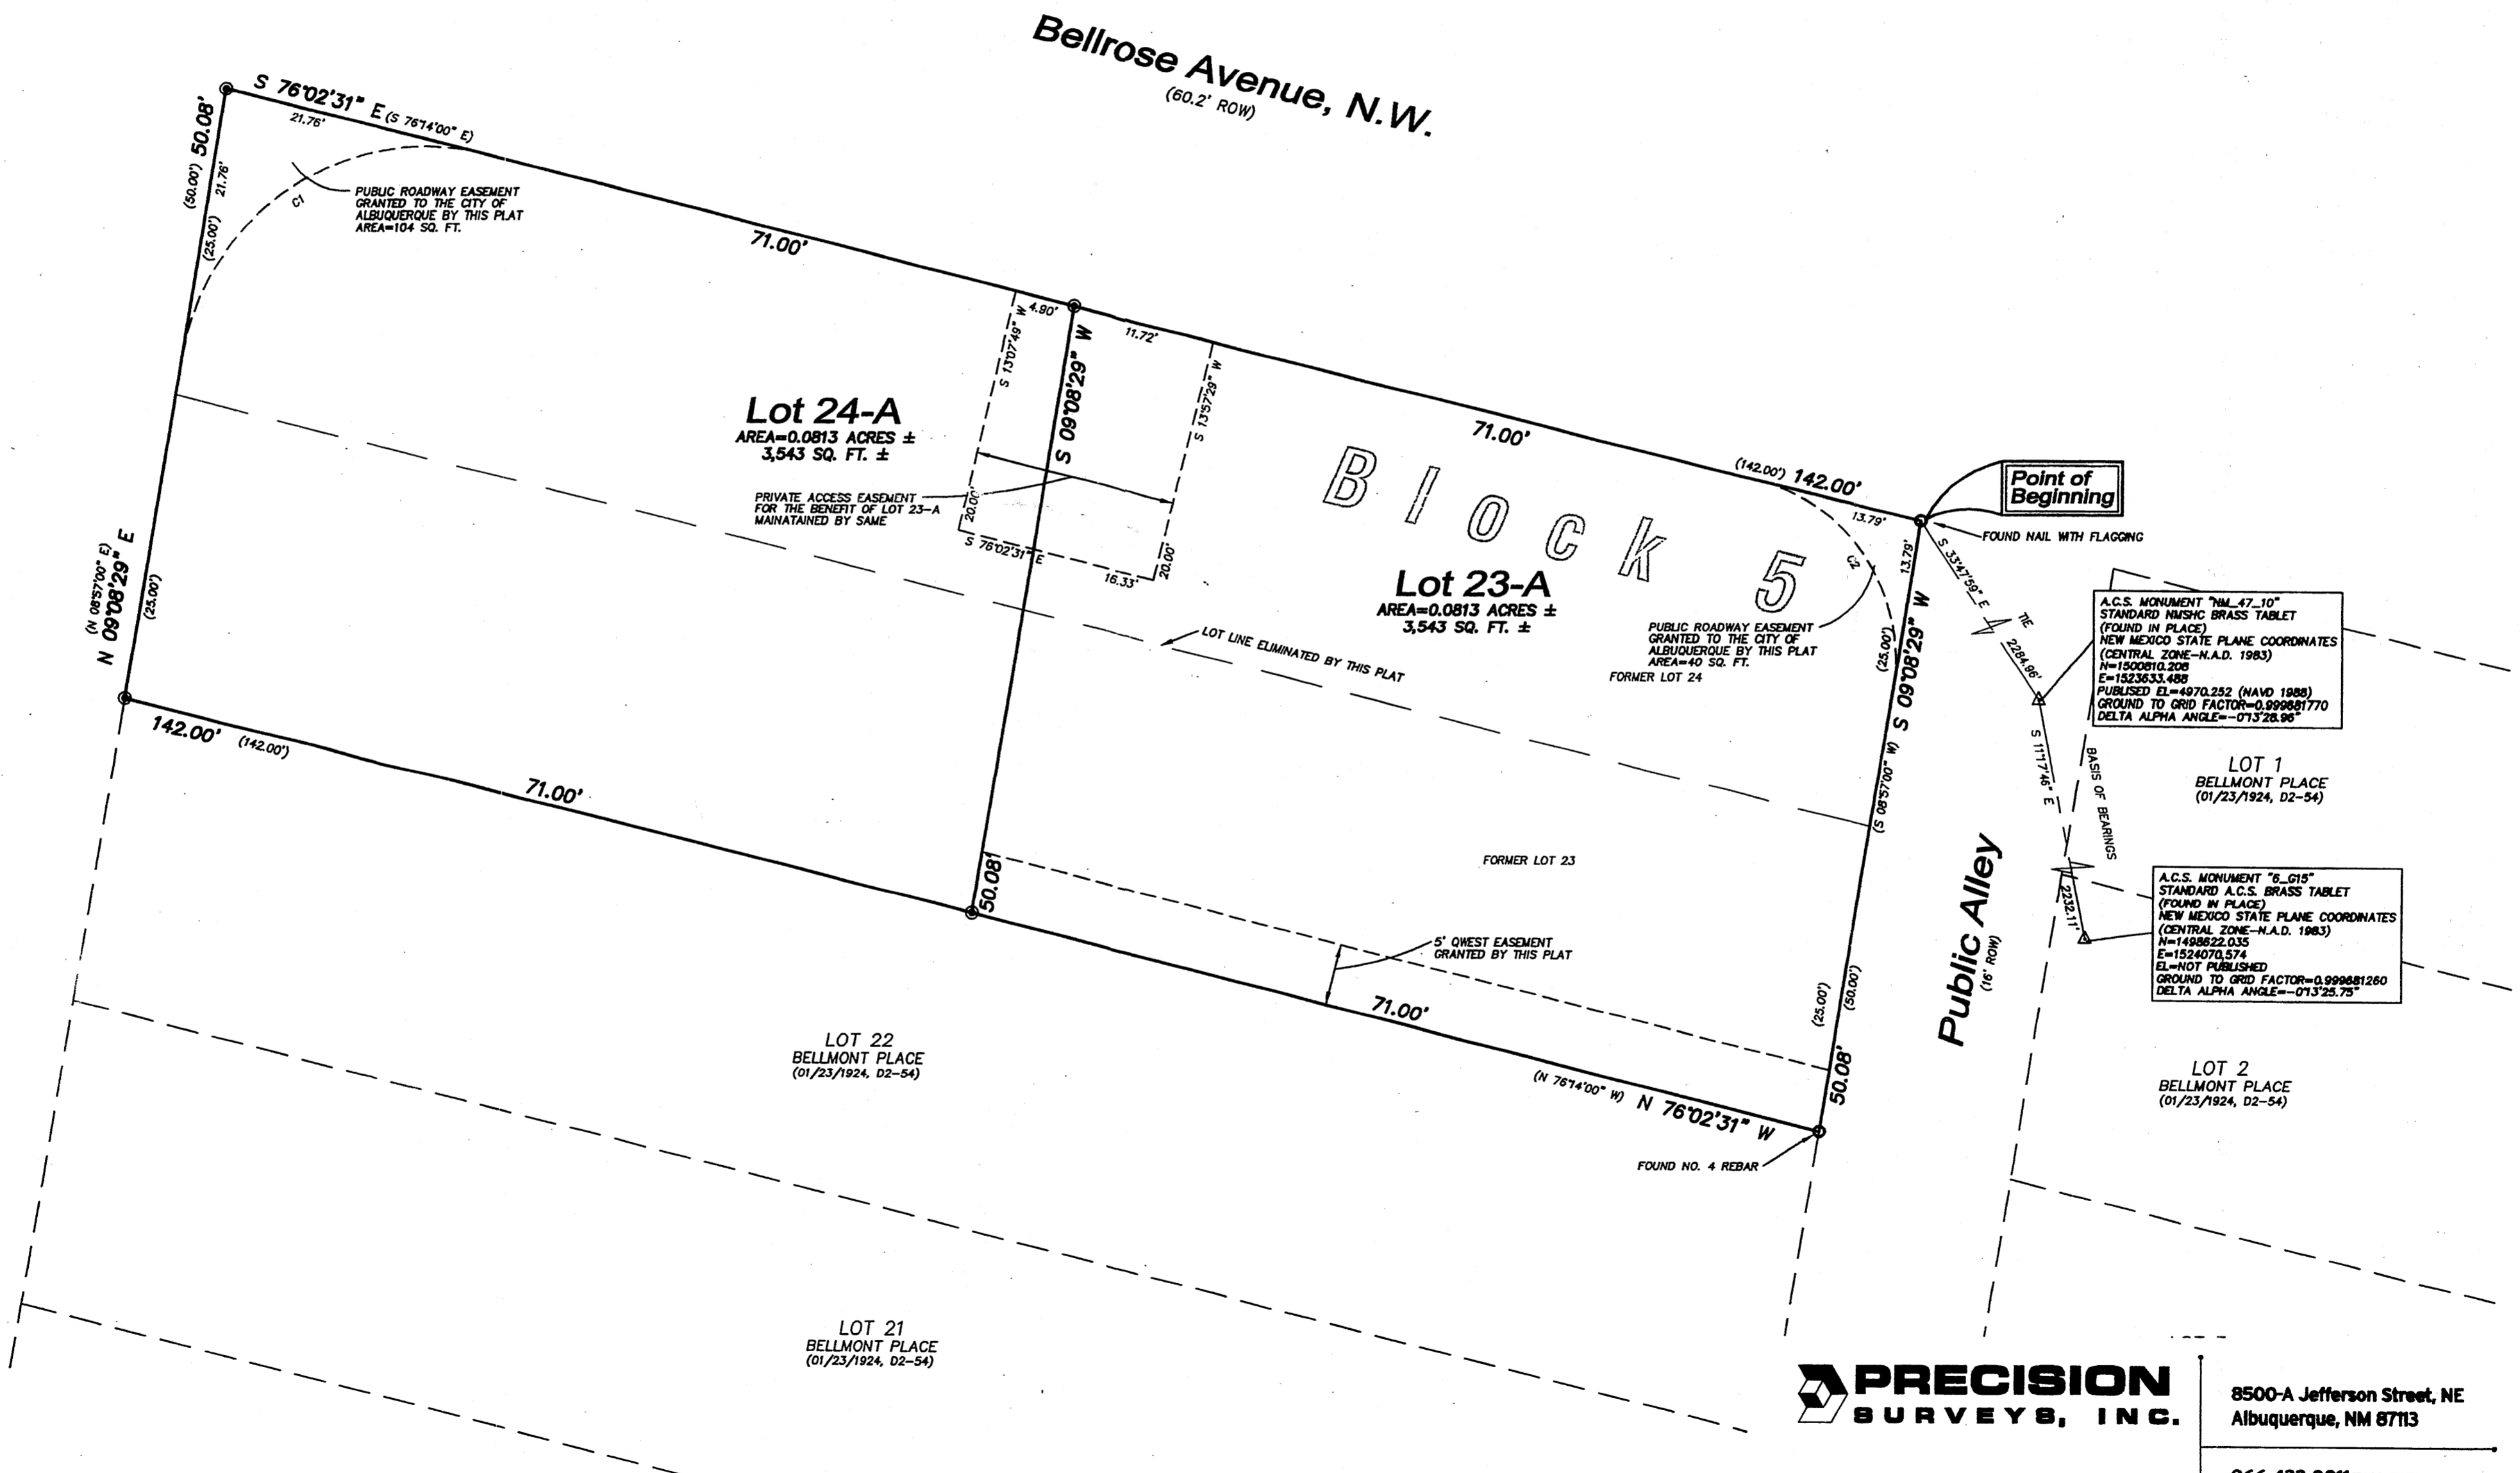 Bellrose Avenue, N.W.
(60.2' ROW)
S 76°02'31" E (S 76°14'00" E)
21.76'
(50.00') 50.08'
21.76'
(25.00')
C1
PUBLIC ROADWAY EASEMENT
GRANTED TO THE CITY OF
ALBUQUERQUE BY THIS PLAT
AREA=104 SQ. FT.
71.00'
4.90'
11.72'
S 13°07'49" W
S 09°08'29" W
S 13°57'29" W
Lot 24-A
AREA=0.0813 ACRES ±
3,543 SQ. FT. ±
PRIVATE ACCESS EASEMENT
FOR THE BENEFIT OF LOT 23-A
MAINATAINED BY SAME
20.00'
S 76°02'31" E
16.33'
20.00'
71.00'
(142.00') 142.00'
13.79'
Point of
Beginning
FOUND NAIL WITH FLAGGING
Block 5
Lot 23-A
AREA=0.0813 ACRES ±
3,543 SQ. FT. ±
C2
13.79'
S 33°47'59" E
TIE
2284.96'
PUBLIC ROADWAY EASEMENT
GRANTED TO THE CITY OF
ALBUQUERQUE BY THIS PLAT
AREA=40 SQ. FT.
FORMER LOT 24
(25.00')
(S 08°57'00" W) S 09°08'29" W
A.C.S. MONUMENT "NM_47_10"
STANDARD NMSHC BRASS TABLET
(FOUND IN PLACE)
NEW MEXICO STATE PLANE COORDINATES
(CENTRAL ZONE-N.A.D. 1983)
N=1500810.208
E=1523633.488
PUBLISED EL=4970.252 (NAVD 1988)
GROUND TO GRID FACTOR=0.999681770
DELTA ALPHA ANGLE=-0°13'28.96"
LOT LINE ELIMINATED BY THIS PLAT
(N 08°57'00" E)
N 09°08'29" E
(25.00')
142.00' (142.00')
71.00'
S 11°17'46" E
BASIS OF BEARINGS
LOT 1
BELLMONT PLACE
(01/23/1924, D2-54)
50.08'
FORMER LOT 23
5' QWEST EASEMENT
GRANTED BY THIS PLAT
71.00'
(25.00')
(50.00')
Public Alley
(16' ROW)
2232.11'
A.C.S. MONUMENT "6_G15"
STANDARD A.C.S. BRASS TABLET
(FOUND IN PLACE)
NEW MEXICO STATE PLANE COORDINATES
(CENTRAL ZONE-N.A.D. 1983)
N=1498622.035
E=1524070.574
EL=NOT PUBLISHED
GROUND TO GRID FACTOR=0.999681260
DELTA ALPHA ANGLE=-0°13'25.75"
LOT 22
BELLMONT PLACE
(01/23/1924, D2-54)
50.08'
(N 76°14'00" W) N 76°02'31" W
FOUND NO. 4 REBAR
LOT 2
BELLMONT PLACE
(01/23/1924, D2-54)
LOT 21
BELLMONT PLACE
(01/23/1924, D2-54)
PRECISION
SURVEYS, INC.
8500-A Jefferson Street, NE
Albuquerque, NM 87113